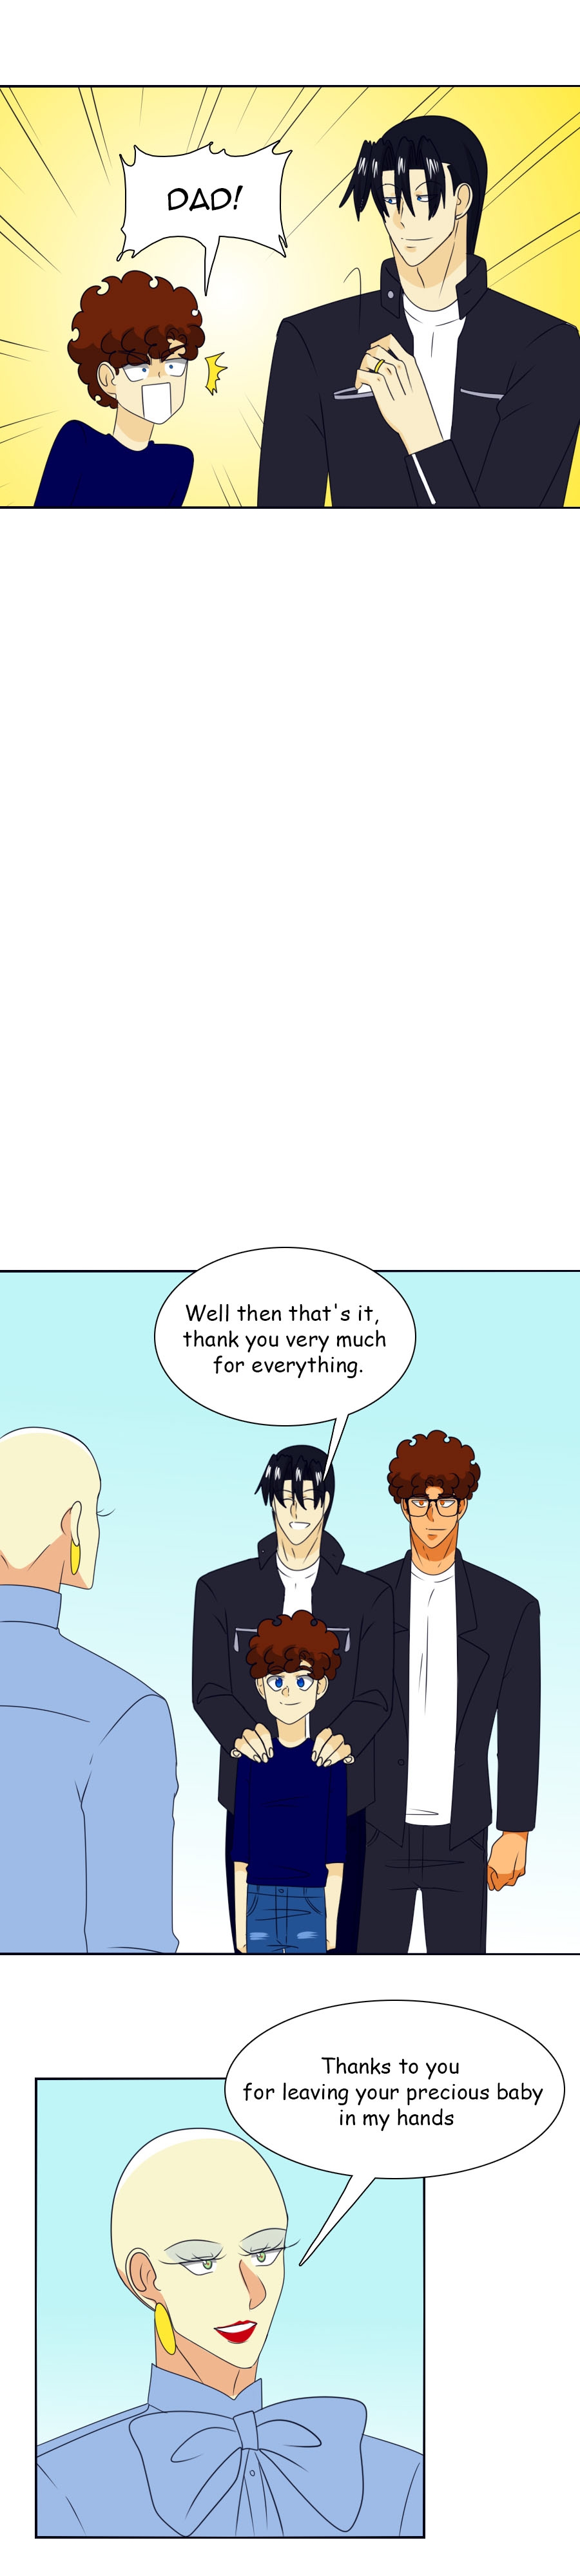 DAD!
Well then that's it,
thank you very much
for everything.
Thanks to you
for leaving your precious baby
in my hands